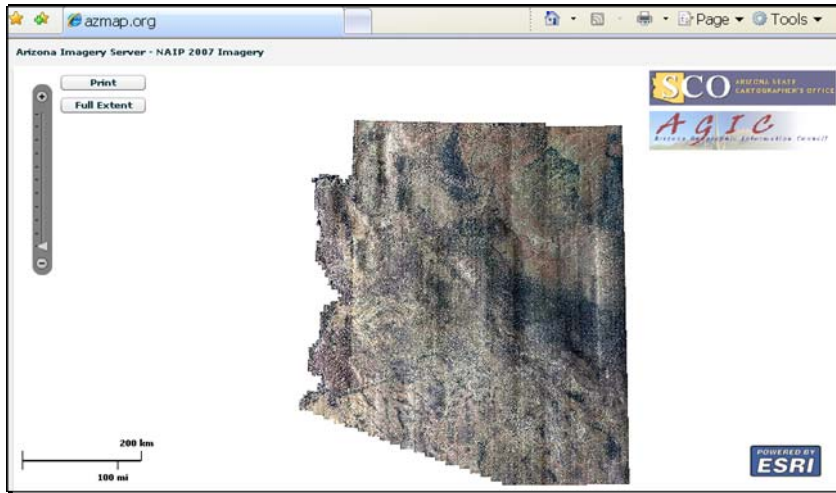 azmap.org
Page
Tools
Arizona Imagery Server - NAIP 2007 Imagery
Print
Full Extent
SCO ARIZONA STATE
CARTOGRAPHER'S OFFICE
AGIC
Arizona Geographic Information Council
200 km
100 mi
POWERED BY
ESRI